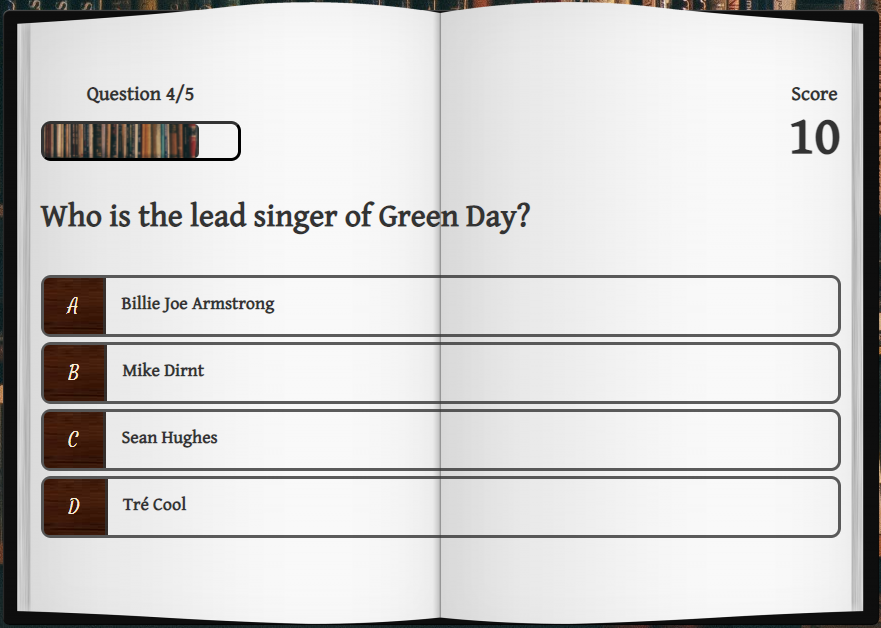 Question 4/5
Score
10
Who is the lead singer of Green Day?
A Billie Joe Armstrong
B Mike Dirnt
C Sean Hughes
D Tré Cool